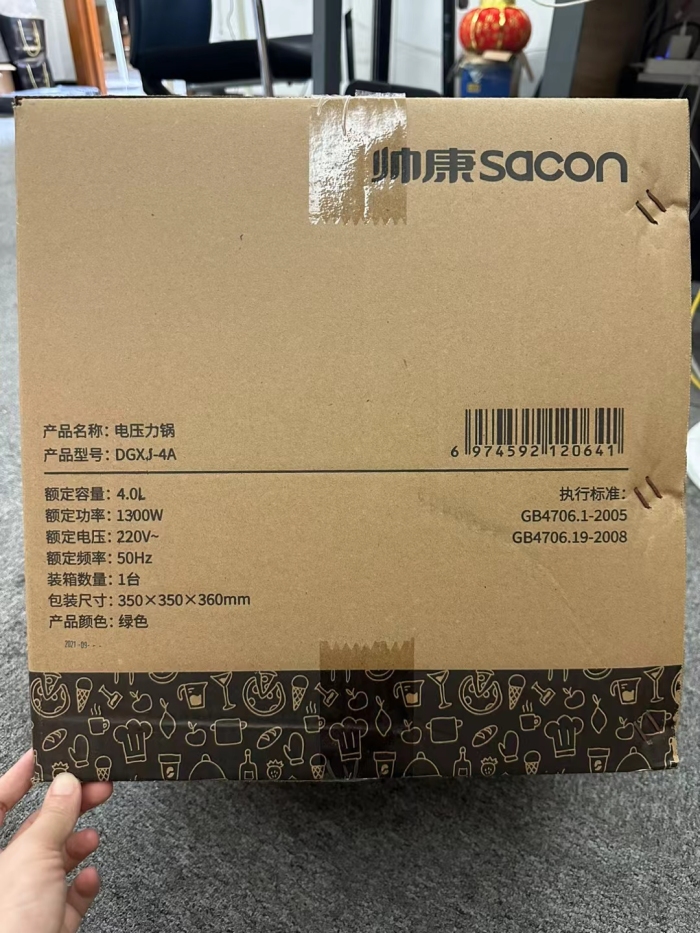 帅康sacon
产品名称：电压力锅
产品型号：DGXJ-4A
6 974592 120641
额定容量：4.0L
额定功率：1300W
额定电压：220V~
额定频率：50Hz
装箱数量：1台
包装尺寸：350×350×360mm
产品颜色：绿色
执行标准：
GB4706.1-2005
GB4706.19-2008